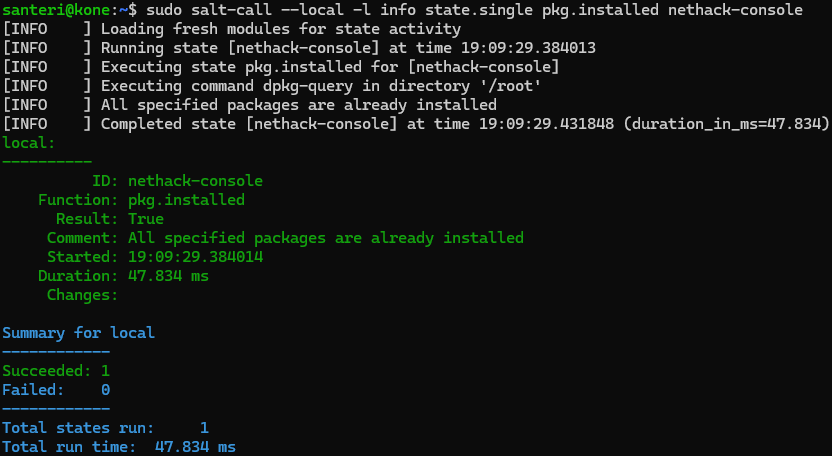 santeri@kone:~$ sudo salt-call --local -l info state.single pkg.installed nethack-console
[INFO    ] Loading fresh modules for state activity
[INFO    ] Running state [nethack-console] at time 19:09:29.384013
[INFO    ] Executing state pkg.installed for [nethack-console]
[INFO    ] Executing command dpkg-query in directory '/root'
[INFO    ] All specified packages are already installed
[INFO    ] Completed state [nethack-console] at time 19:09:29.431848 (duration_in_ms=47.834)
local:
----------
          ID: nethack-console
    Function: pkg.installed
      Result: True
     Comment: All specified packages are already installed
     Started: 19:09:29.384014
    Duration: 47.834 ms
     Changes:

Summary for local
------------
Succeeded: 1
Failed:    0
------------
Total states run:     1
Total run time:  47.834 ms